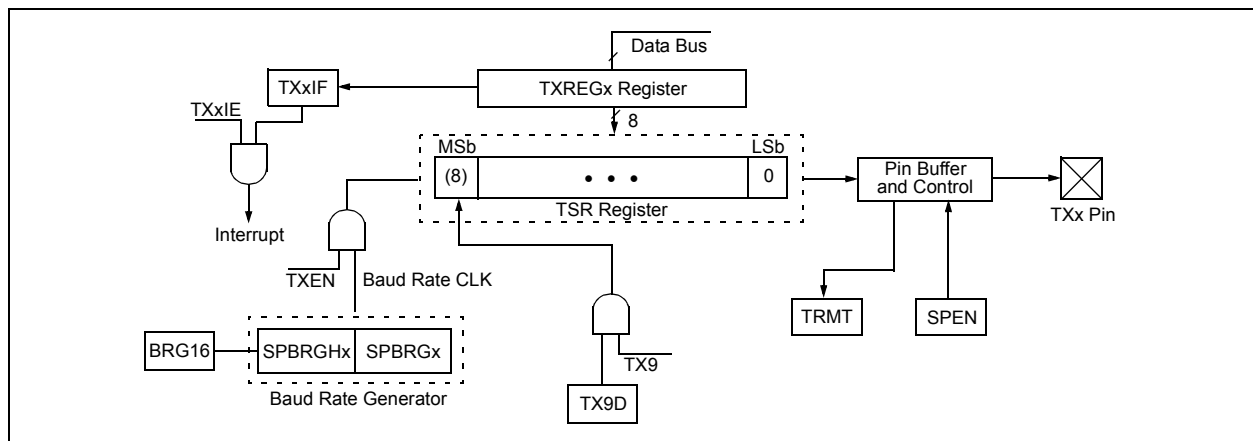 Data Bus
TXxIF
TXREGx Register
TXxIE
8
MSb
LSb
(8)
• • •
0
Pin Buffer
and Control
TSR Register
TXx Pin
Interrupt
TXEN
Baud Rate CLK
TRMT
SPEN
BRG16
SPBRGHx
SPBRGx
TX9
Baud Rate Generator
TX9D